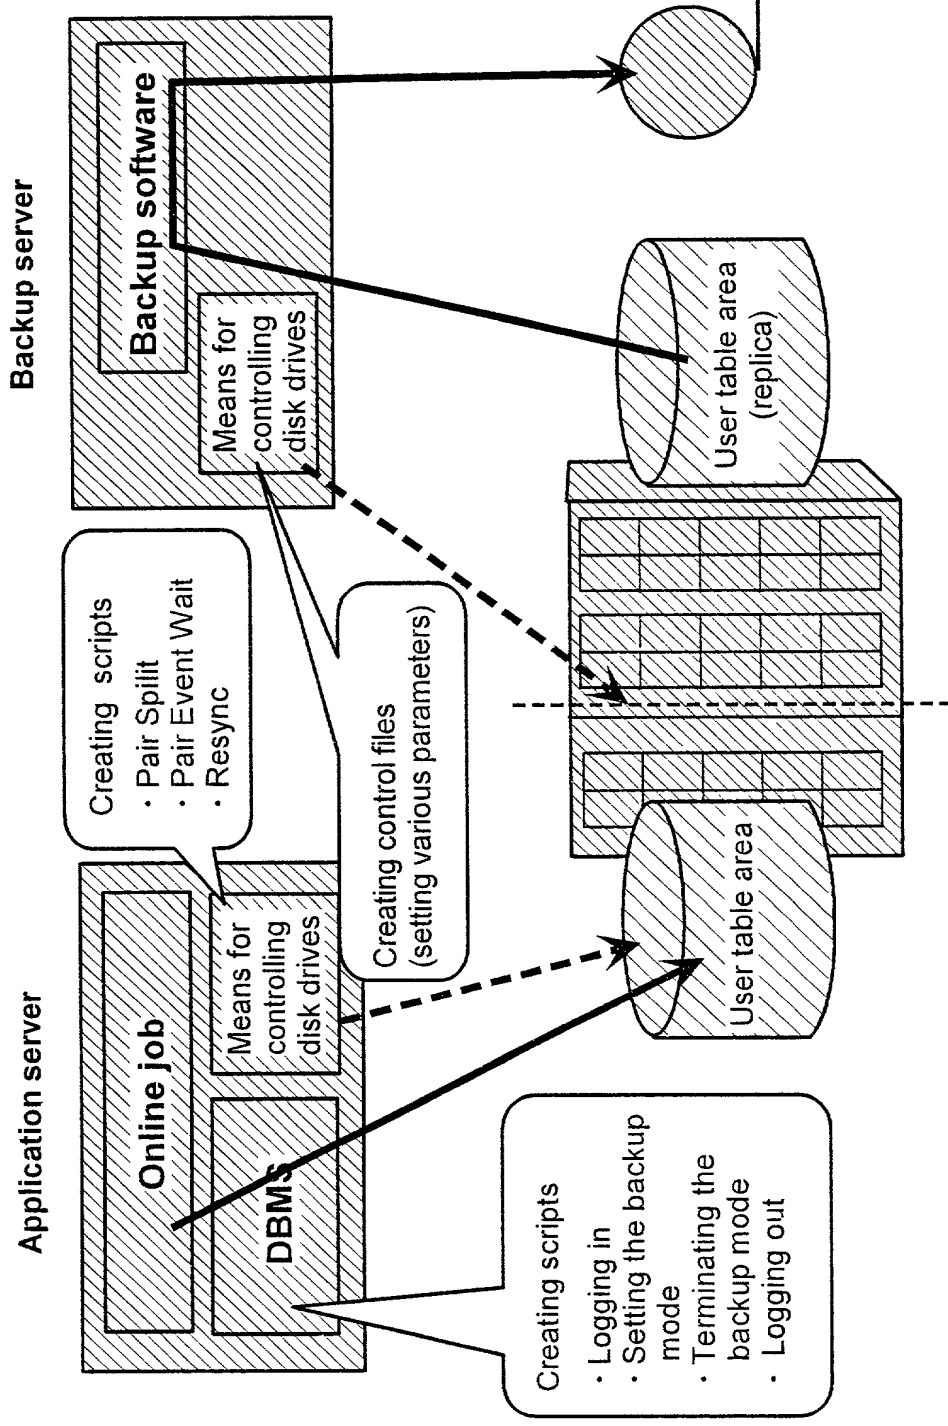 Application server
Online job
DBMS
Means for
controlling
disk drives
Creating scripts
· Pair Spilit
· Pair Event Wait
· Resync
Backup server
Backup software
Means for
controlling
disk drives
Creating control files
(setting various parameters)
Creating scripts
· Logging in
· Setting the backup
mode
· Terminating the
backup mode
· Logging out
User table area
User table area
(replica)